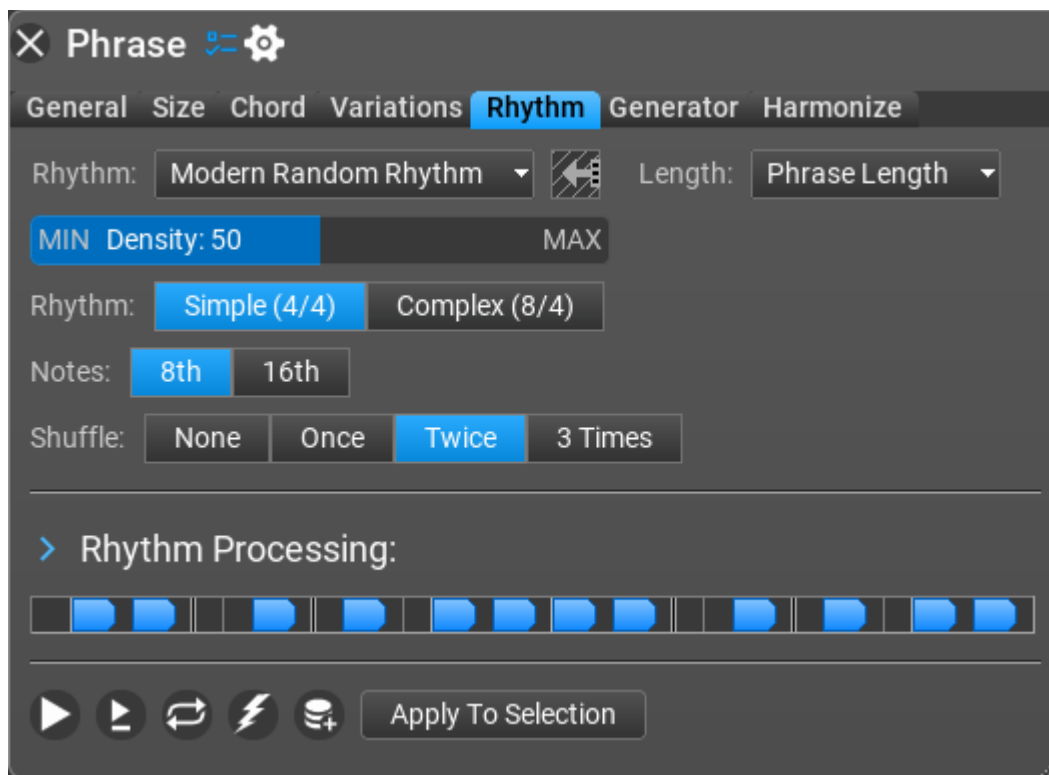 Phrase
General Size Chord Variations Rhythm Generator Harmonize
Rhythm: Modern Random Rhythm Length: Phrase Length
MIN Density: 50 MAX
Rhythm: Simple (4/4) Complex (8/4)
Notes: 8th 16th
Shuffle: None Once Twice 3 Times
Rhythm Processing:
Apply To Selection